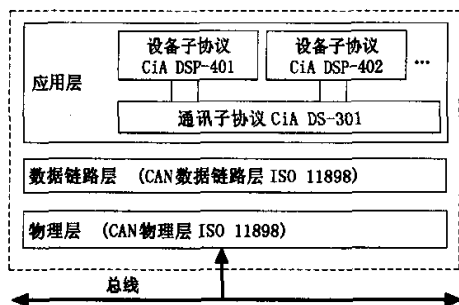 设备子协议
CiA DSP-401
设备子协议
CiA DSP-402
...
应用层
通讯子协议 CiA DS-301
数据链路层 (CAN数据链路层 ISO 11898)
物理层 (CAN物理层 ISO 11898)
总线